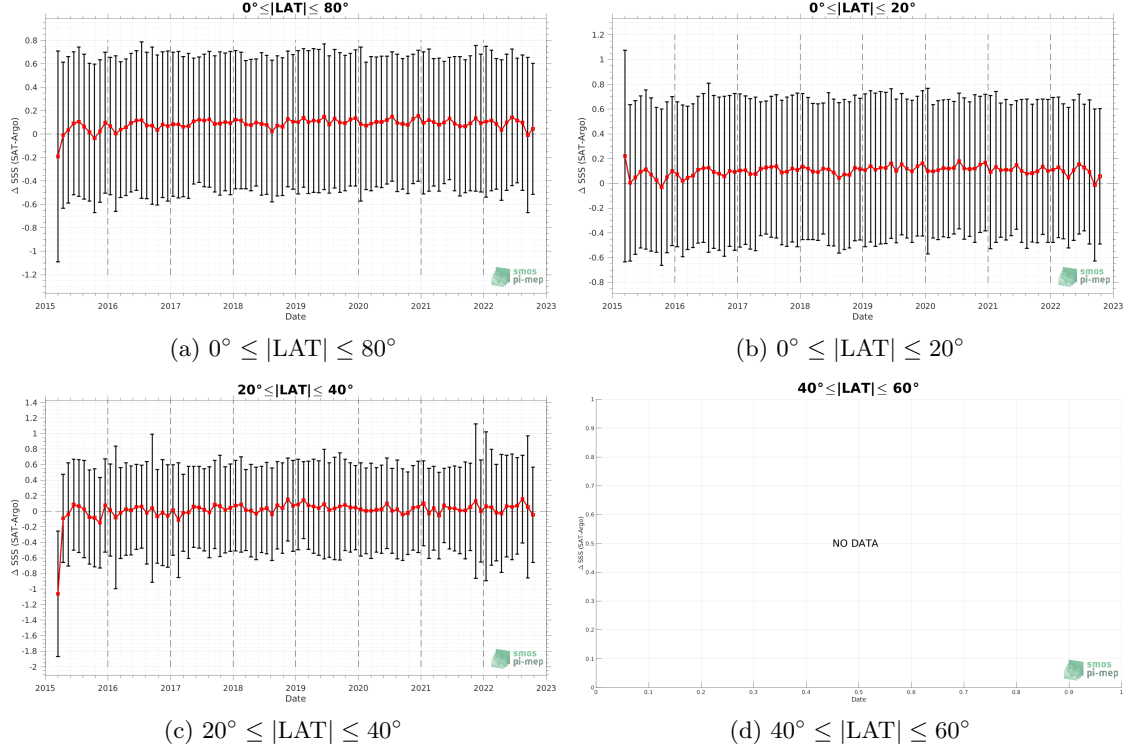 0°≤|LAT|≤ 80°
Δ SSS (SAT-Argo)
0.8
0.6
0.4
0.2
0
-0.2
-0.4
-0.6
-0.8
-1
-1.2
2015 2016 2017 2018 2019 2020 2021 2022 2023
Date
smos
pi-mep
(a) 0° ≤ |LAT| ≤ 80°
0°≤|LAT|≤ 20°
Δ SSS (SAT-Argo)
1.2
1
0.8
0.6
0.4
0.2
0
-0.2
-0.4
-0.6
-0.8
2015 2016 2017 2018 2019 2020 2021 2022 2023
Date
smos
pi-mep
(b) 0° ≤ |LAT| ≤ 20°
20°≤|LAT|≤ 40°
Δ SSS (SAT-Argo)
1.4
1.2
1
0.8
0.6
0.4
0.2
0
-0.2
-0.4
-0.6
-0.8
-1
-1.2
-1.4
-1.6
-1.8
-2
2015 2016 2017 2018 2019 2020 2021 2022 2023
Date
smos
pi-mep
(c) 20° ≤ |LAT| ≤ 40°
40°≤|LAT|≤ 60°
Δ SSS (SAT-Argo)
1
0.9
0.8
0.7
0.6
0.5
0.4
0.3
0.2
0.1
0
NO DATA
0 0.1 0.2 0.3 0.4 0.5 0.6 0.7 0.8 0.9 1
Date
smos
pi-mep
(d) 40° ≤ |LAT| ≤ 60°